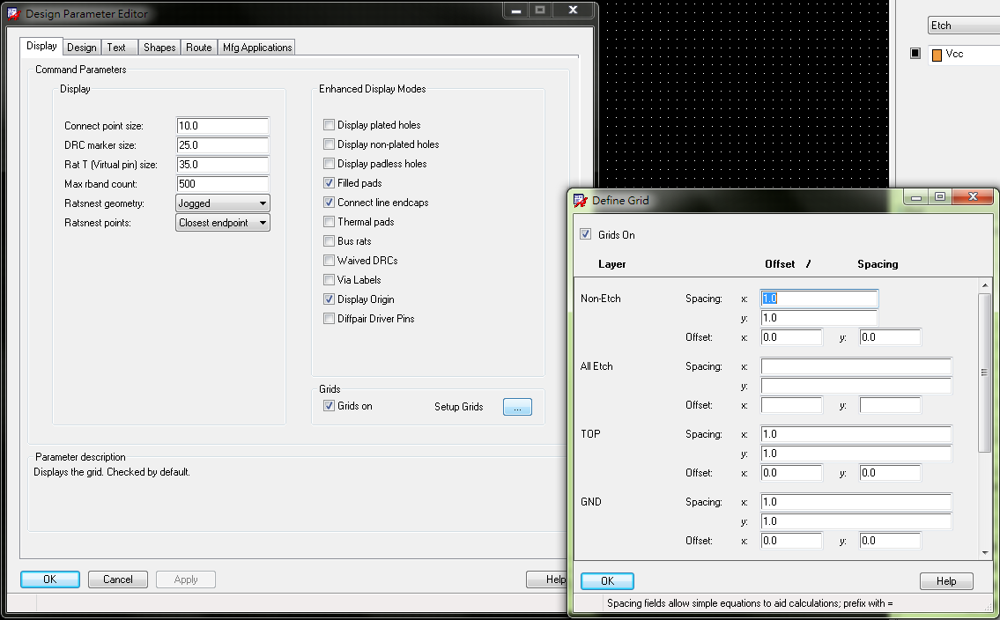 Design Parameter Editor
Display Design Text Shapes Route Mfg Applications
Command Parameters
Display
Connect point size: 10.0
DRC marker size: 25.0
Rat T (Virtual pin) size: 35.0
Max rband count: 500
Ratsnest geometry: Jogged
Ratsnest points: Closest endpoint
Enhanced Display Modes
Display plated holes
Display non-plated holes
Display padless holes
Filled pads
Connect line endcaps
Thermal pads
Bus rats
Waived DRCs
Via Labels
Display Origin
Diffpair Driver Pins
Grids
Grids on Setup Grids ...
Parameter description
Displays the grid. Checked by default.
OK Cancel Apply Help
Etch
Vcc
Define Grid
Grids On
Layer Offset / Spacing
Non-Etch Spacing: x: 1.0
y: 1.0
Offset: x: 0.0 y: 0.0
All Etch Spacing: x:
y:
Offset: x: y:
TOP Spacing: x: 1.0
y: 1.0
Offset: x: 0.0 y: 0.0
GND Spacing: x: 1.0
y: 1.0
Offset: x: 0.0 y: 0.0
OK Help
Spacing fields allow simple equations to aid calculations; prefix with =